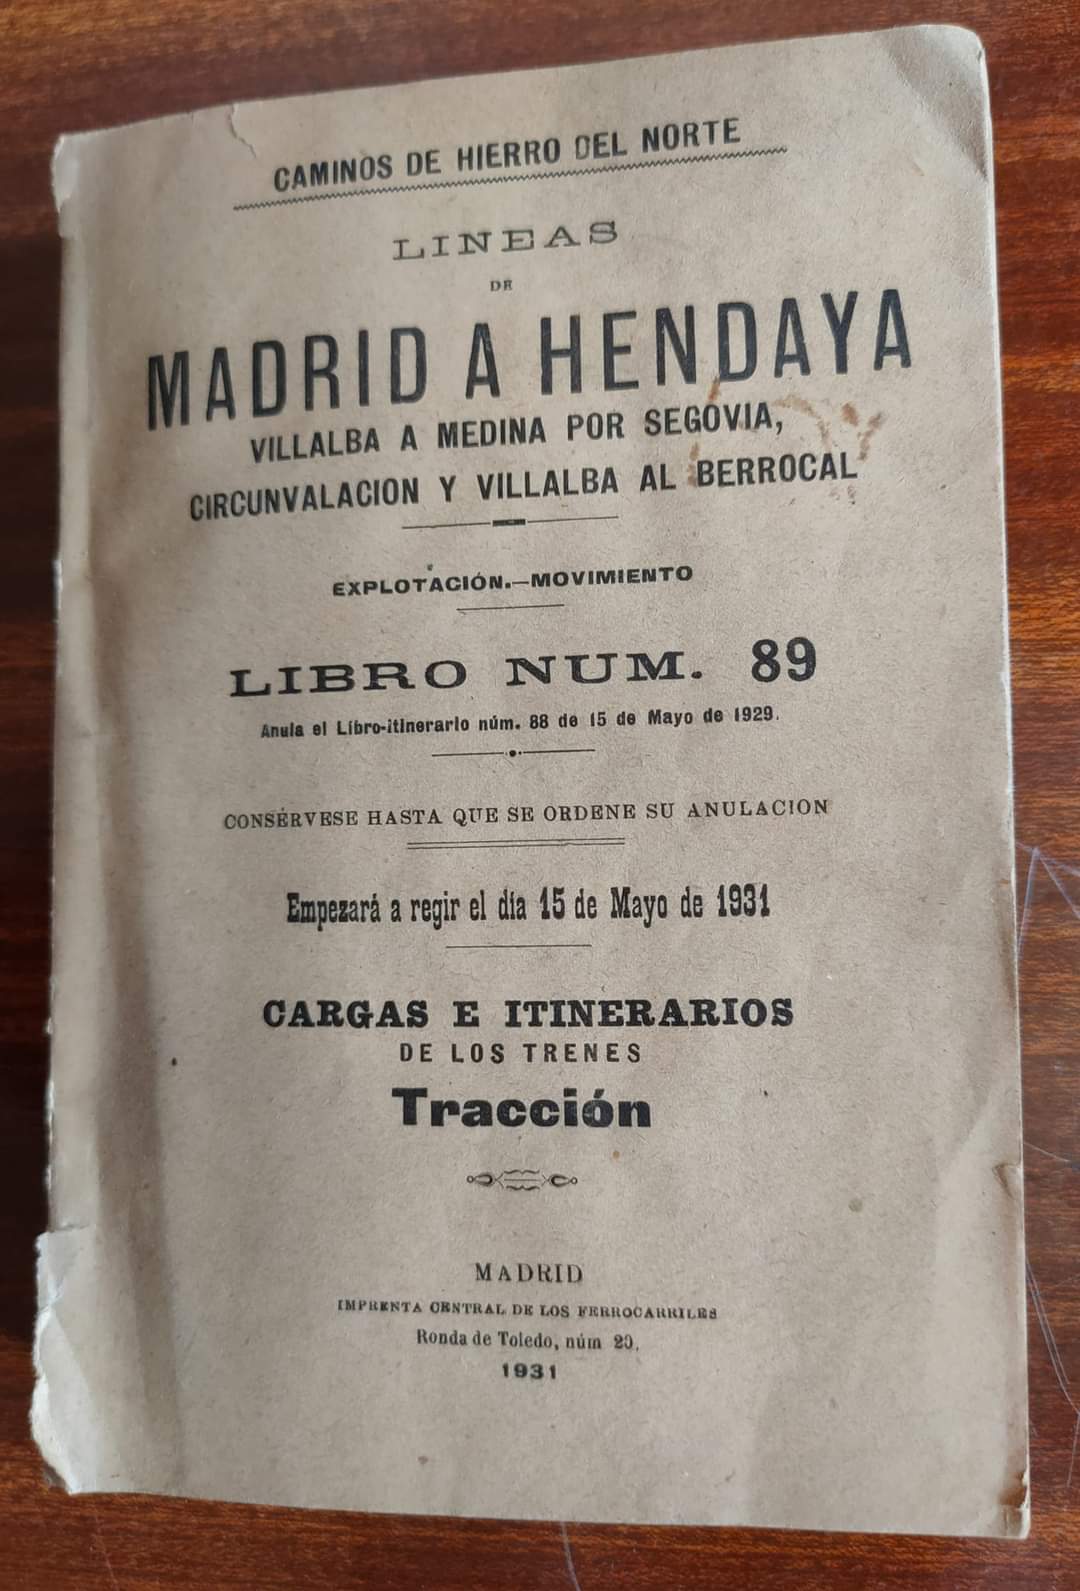 CAMINOS DE HIERRO DEL NORTE
LINEAS
DE
MADRID A HENDAYA
VILLALBA A MEDINA POR SEGOVIA,
CIRCUNVALACION Y VILLALBA AL BERROCAL
EXPLOTACIÓN.—MOVIMIENTO
LIBRO NUM. 89
Anula el Libro-itinerario núm. 88 de 15 de Mayo de 1929.
CONSÉRVESE HASTA QUE SE ORDENE SU ANULACION
Empezará a regir el día 15 de Mayo de 1931
CARGAS E ITINERARIOS
DE LOS TRENES
Tracción
MADRID
IMPRENTA CENTRAL DE LOS FERROCARRILES
Ronda de Toledo, núm 20.
1931